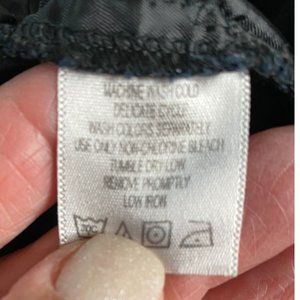 MACHINE WASH COLD
DELICATE CYCLE
WASH COLORS SEPARATELY
USE ONLY NON-CHLORINE BLEACH
TUMBLE DRY LOW
REMOVE PROMPTLY
LOW IRON